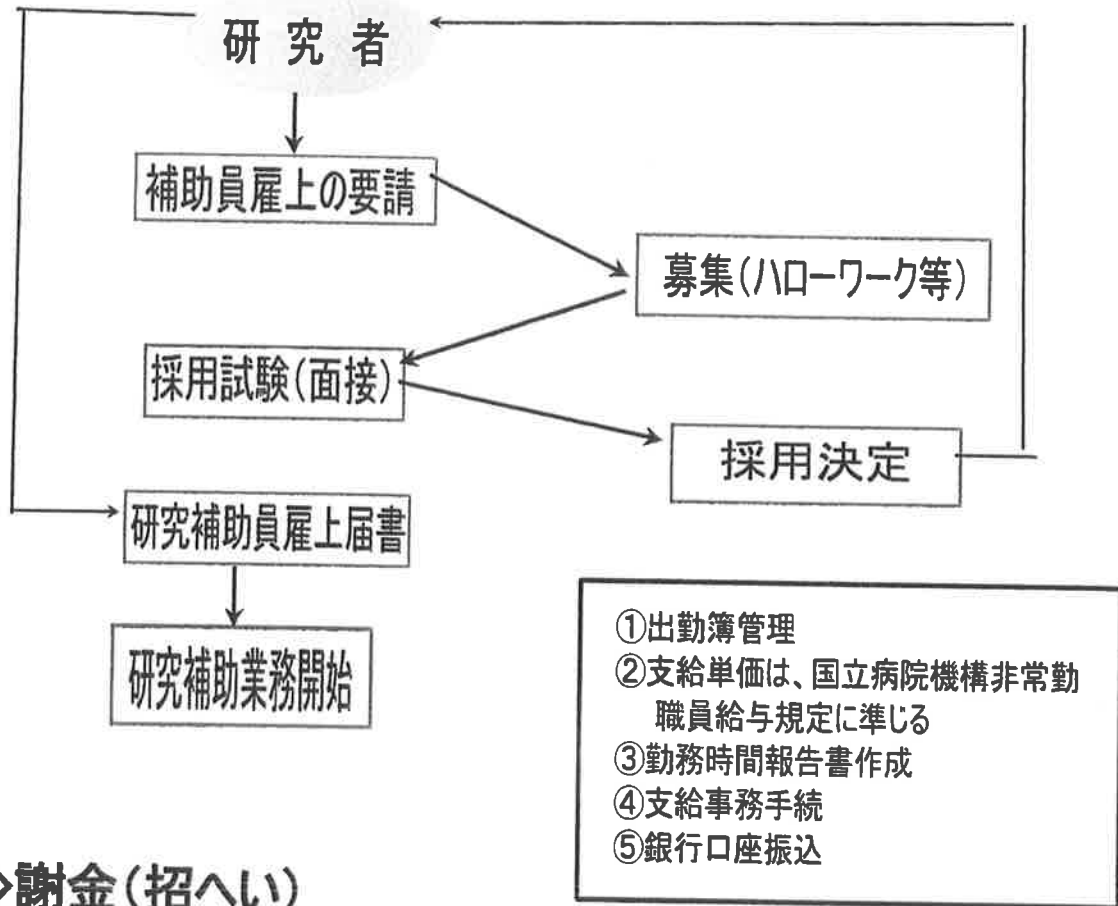 研究者
補助員雇上の要請
募集(ハローワーク等)
採用試験(面接)
採用決定
研究補助員雇上届書
研究補助業務開始
①出勤簿管理
②支給単価は、国立病院機構非常勤
職員給与規定に準じる
③勤務時間報告書作成
④支給事務手続
⑤銀行口座振込
謝金(招へい)